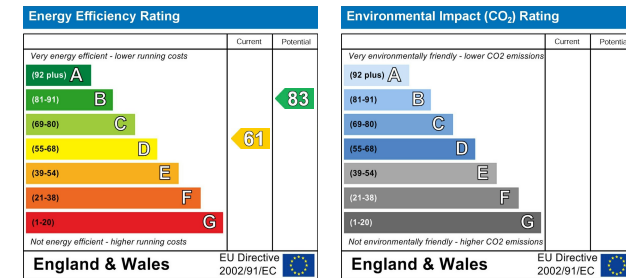 Energy Efficiency Rating
Current Potential
Very energy efficient - lower running costs
(92 plus) A
(81-91) B
83
(69-80) C
61
(55-68) D
(39-54) E
(21-38) F
(1-20) G
Not energy efficient - higher running costs
England & Wales
EU Directive
2002/91/EC
Environmental Impact (CO₂) Rating
Current Potential
Very environmentally friendly - lower CO2 emissions
(92 plus) A
(81-91) B
(69-80) C
(55-68) D
(39-54) E
(21-38) F
(1-20) G
Not environmentally friendly - higher CO2 emissions
England & Wales
EU Directive
2002/91/EC